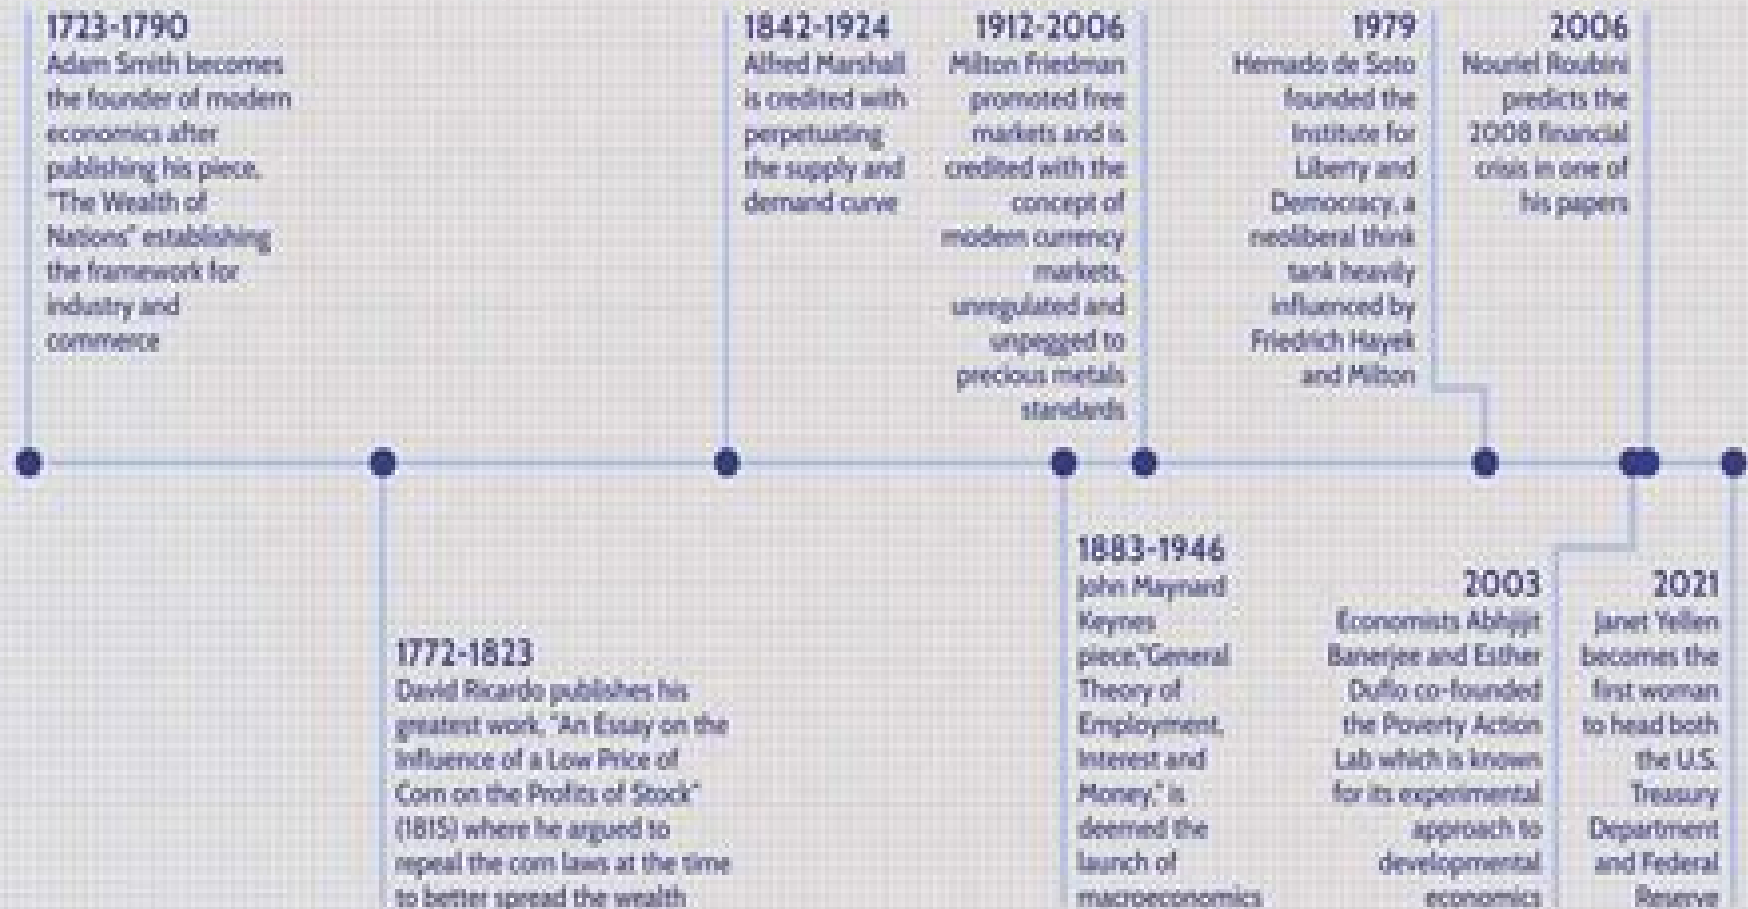 1723-1790
Adam Smith becomes
the founder of modern
economics after
publishing his piece,
"The Wealth of
Nations" establishing
the framework for
industry and
commerce
1772-1823
David Ricardo publishes his
greatest work, "An Essay on the
Influence of a Low Price of
Corn on the Profits of Stock"
(1815) where he argued to
repeal the corn laws at the time
to better spread the wealth
1842-1924
Alfred Marshall
is credited with
perpetuating
the supply and
demand curve
1883-1946
John Maynard
Keynes
piece,"General
Theory of
Employment,
Interest and
Money," is
deemed the
launch of
macroeconomics
1912-2006
Milton Friedman
promoted free
markets and is
credited with the
concept of
modern currency
markets,
unregulated and
unpegged to
precious metals
standards
1979
Hernado de Soto
founded the
Institute for
Liberty and
Democracy, a
neoliberal think
tank heavily
influenced by
Friedrich Hayek
and Milton
2003
Economists Abhijit
Banerjee and Esther
Duflo co-founded
the Poverty Action
Lab which is known
for its experimental
approach to
developmental
economics
2006
Nouriel Roubini
predicts the
2008 financial
crisis in one of
his papers
2021
Janet Yellen
becomes the
first woman
to head both
the U.S.
Treasury
Department
and Federal
Reserve